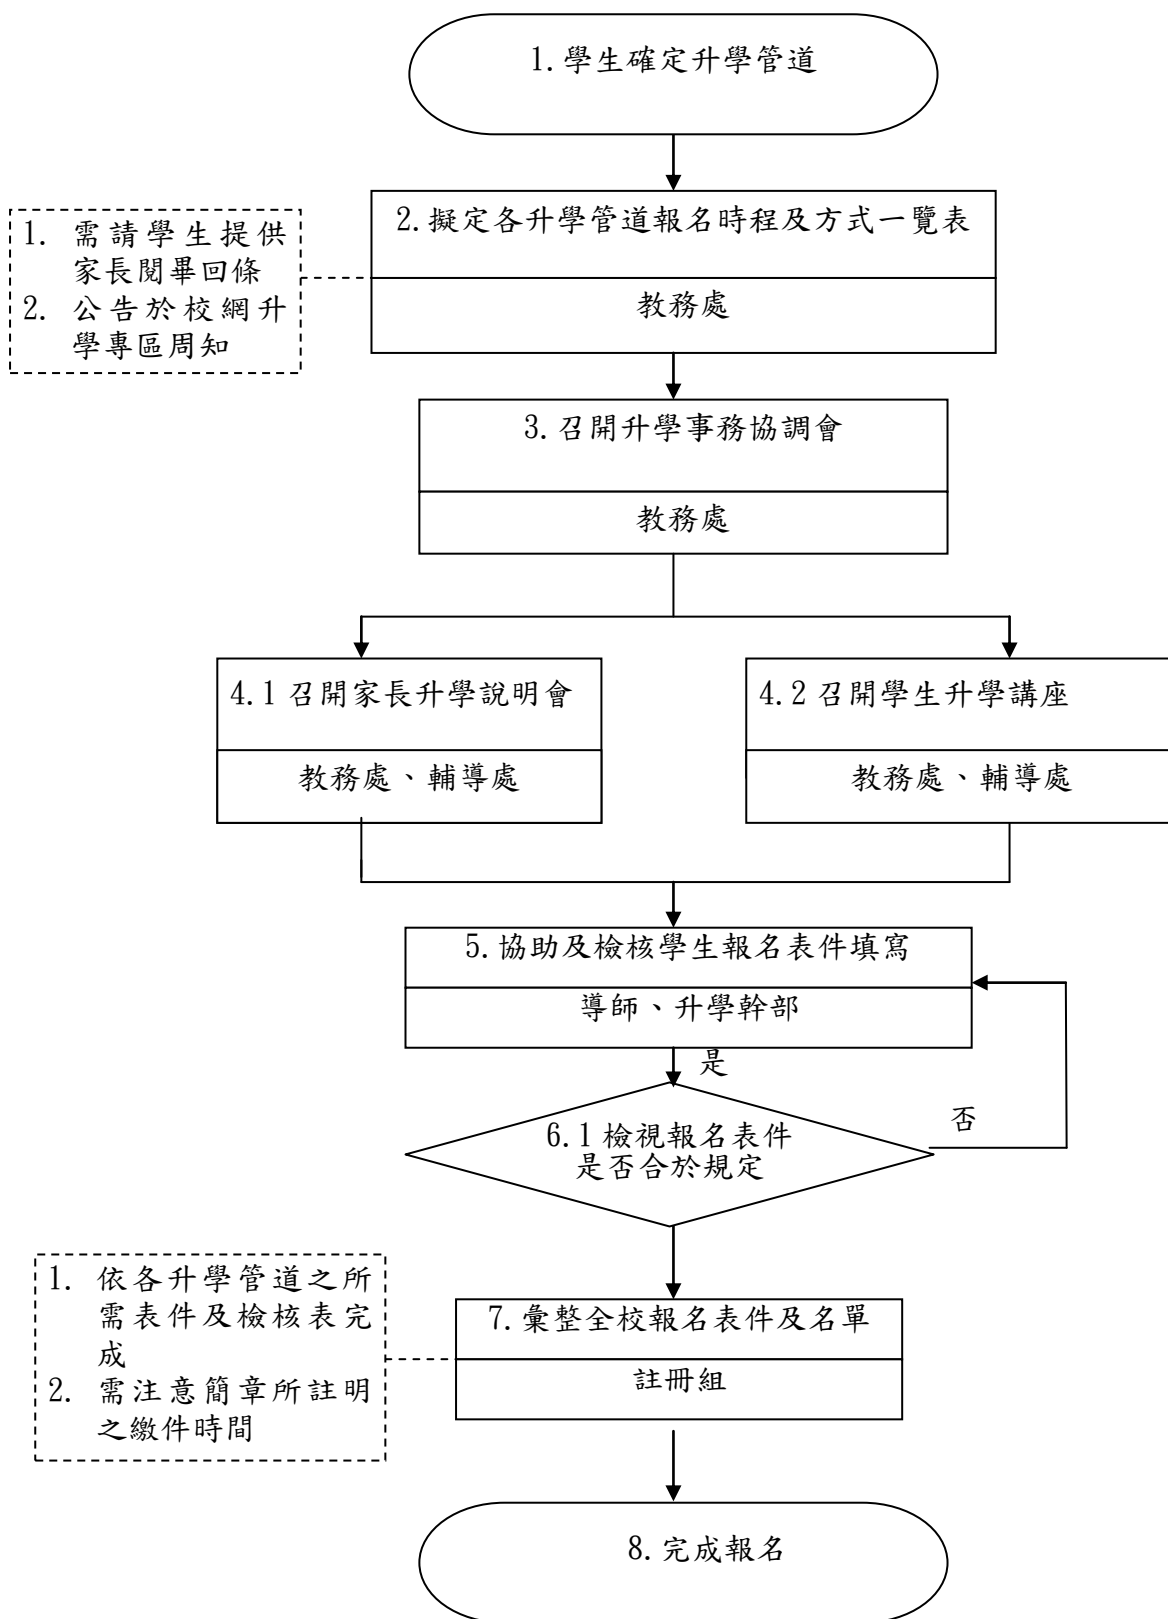 1.學生確定升學管道
2.擬定各升學管道報名時程及方式一覽表
教務處
1. 需請學生提供
家長閱畢回條
2. 公告於校網升
學專區周知
3.召開升學事務協調會
教務處
4.1 召開家長升學說明會
教務處、輔導處
4.2 召開學生升學講座
教務處、輔導處
5.協助及檢核學生報名表件填寫
導師、升學幹部
是
6.1 檢視報名表件
是否合於規定
否
1. 依各升學管道之所
需表件及檢核表完
成
2. 需注意簡章所註明
之繳件時間
7.彙整全校報名表件及名單
註冊組
8.完成報名